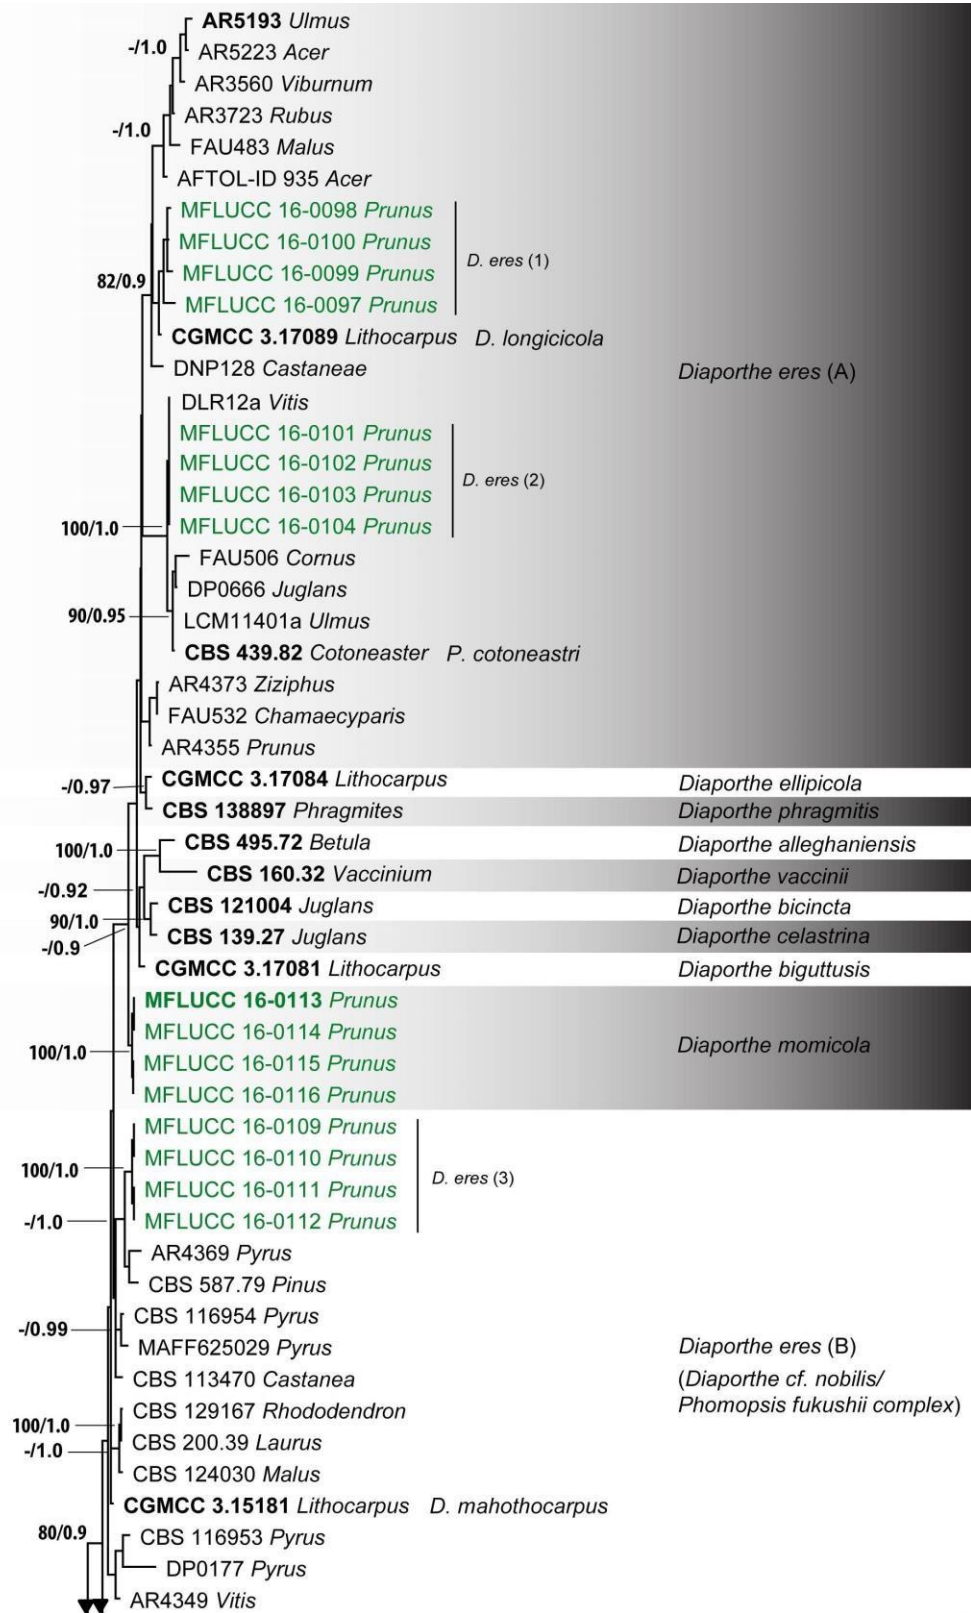 AR5193 Ulmus
-/1.0
AR5223 Acer
AR3560 Viburnum
AR3723 Rubus
-/1.0
FAU483 Malus
AFTOL-ID 935 Acer
MFLUCC 16-0098 Prunus
MFLUCC 16-0100 Prunus
D. eres (1)
MFLUCC 16-0099 Prunus
82/0.9
MFLUCC 16-0097 Prunus
CGMCC 3.17089 Lithocarpus D. longicicola
DNP128 Castaneae
Diaporthe eres (A)
DLR12a Vitis
MFLUCC 16-0101 Prunus
MFLUCC 16-0102 Prunus
D. eres (2)
MFLUCC 16-0103 Prunus
MFLUCC 16-0104 Prunus
100/1.0
FAU506 Cornus
DP0666 Juglans
90/0.95
LCM11401a Ulmus
CBS 439.82 Cotoneaster P. cotoneastri
AR4373 Ziziphus
FAU532 Chamaecyparis
AR4355 Prunus
CGMCC 3.17084 Lithocarpus Diaporthe ellipicola
-/0.97
CBS 138897 Phragmites Diaporthe phragmitis
CBS 495.72 Betula Diaporthe alleghaniensis
100/1.0
CBS 160.32 Vaccinium Diaporthe vaccinii
-/0.92
CBS 121004 Juglans Diaporthe bicincta
90/1.0
CBS 139.27 Juglans Diaporthe celastrina
-/0.9
CGMCC 3.17081 Lithocarpus Diaporthe biguttusis
MFLUCC 16-0113 Prunus
MFLUCC 16-0114 Prunus
Diaporthe momicola
100/1.0
MFLUCC 16-0115 Prunus
MFLUCC 16-0116 Prunus
MFLUCC 16-0109 Prunus
MFLUCC 16-0110 Prunus
100/1.0
D. eres (3)
MFLUCC 16-0111 Prunus
MFLUCC 16-0112 Prunus
-/1.0
AR4369 Pyrus
CBS 587.79 Pinus
CBS 116954 Pyrus
-/0.99
MAFF625029 Pyrus Diaporthe eres (B)
CBS 113470 Castanea (Diaporthe cf. nobilis/
Phomopsis fukushii complex)
CBS 129167 Rhododendron
100/1.0
CBS 200.39 Laurus
-/1.0
CBS 124030 Malus
CGMCC 3.15181 Lithocarpus D. mahothocarpus
80/0.9
CBS 116953 Pyrus
DP0177 Pyrus
AR4349 Vitis